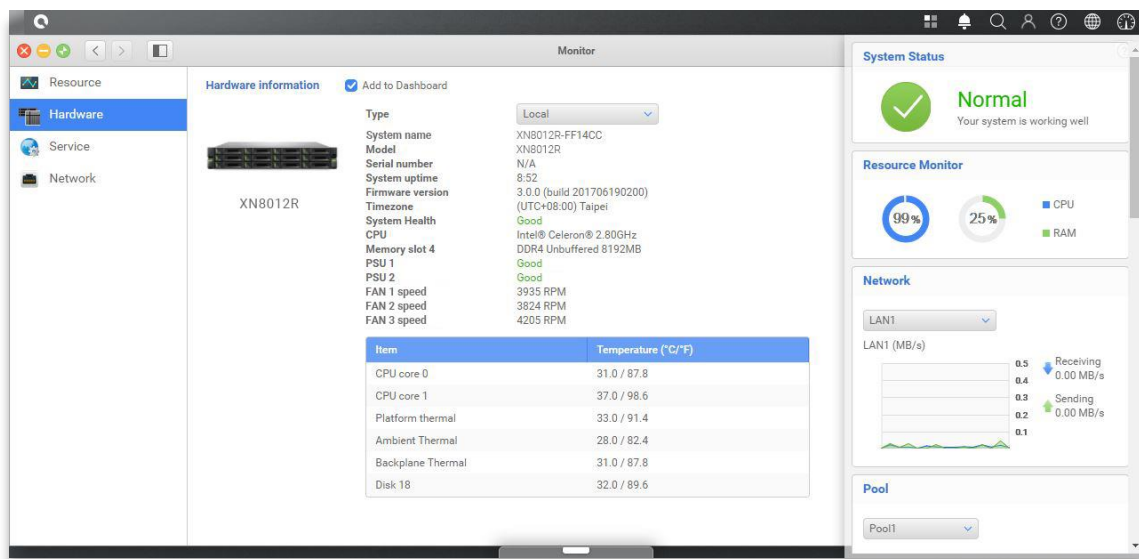 Monitor
Resource
Hardware
Service
Network
Hardware information
Add to Dashboard
XN8012R
Type Local
System name XN8012R-FF14CC
Model XN8012R
Serial number N/A
System uptime 8:52
Firmware version 3.0.0 (build 201706190200)
Timezone (UTC+08:00) Taipei
System Health Good
CPU Intel® Celeron® 2.80GHz
Memory slot 4 DDR4 Unbuffered 8192MB
PSU 1 Good
PSU 2 Good
FAN 1 speed 3935 RPM
FAN 2 speed 3824 RPM
FAN 3 speed 4205 RPM
Item Temperature (°C/°F)
CPU core 0 31.0 / 87.8
CPU core 1 37.0 / 98.6
Platform thermal 33.0 / 91.4
Ambient Thermal 28.0 / 82.4
Backplane Thermal 31.0 / 87.8
Disk 18 32.0 / 89.6
System Status
Normal
Your system is working well
Resource Monitor
99%
25%
CPU
RAM
Network
LAN1
LAN1 (MB/s)
0.5
0.4
0.3
0.2
0.1
Receiving
0.00 MB/s
Sending
0.00 MB/s
Pool
Pool1